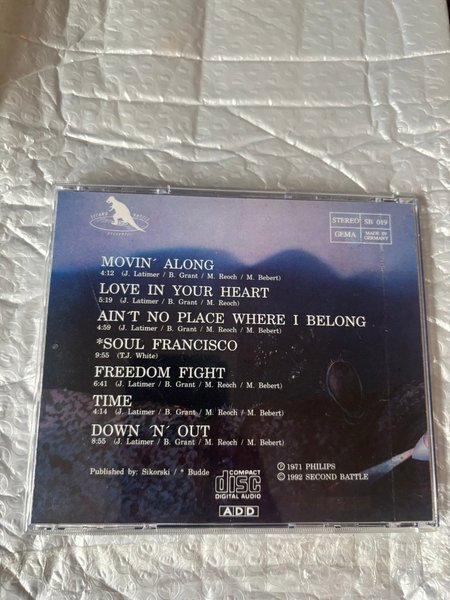 SECOND BATTLE
presents:
STEREO SB 019
GEMA MADE IN GERMANY
MOVIN´ ALONG
4:12 (J. Latimer / B. Grant / M. Reoch / M. Bebert)
LOVE IN YOUR HEART
5:19 (J. Latimer / B. Grant / M. Reoch)
AIN´T NO PLACE WHERE I BELONG
4:59 (J. Latimer / B. Grant / M. Reoch / M. Bebert)
*SOUL FRANCISCO
9:55 (T.J. White)
FREEDOM FIGHT
6:41 (J. Latimer / B. Grant / M. Reoch / M. Bebert)
TIME
4:14 (J. Latimer / B. Grant / M. Reoch / M. Bebert)
DOWN ´N´ OUT
8:55 (J. Latimer / B. Grant / M. Reoch / M. Bebert)
Published by: Sikorski / * Budde
COMPACT
disc
DIGITAL AUDIO
ADD
℗ 1971 PHILIPS
© 1992 SECOND BATTLE